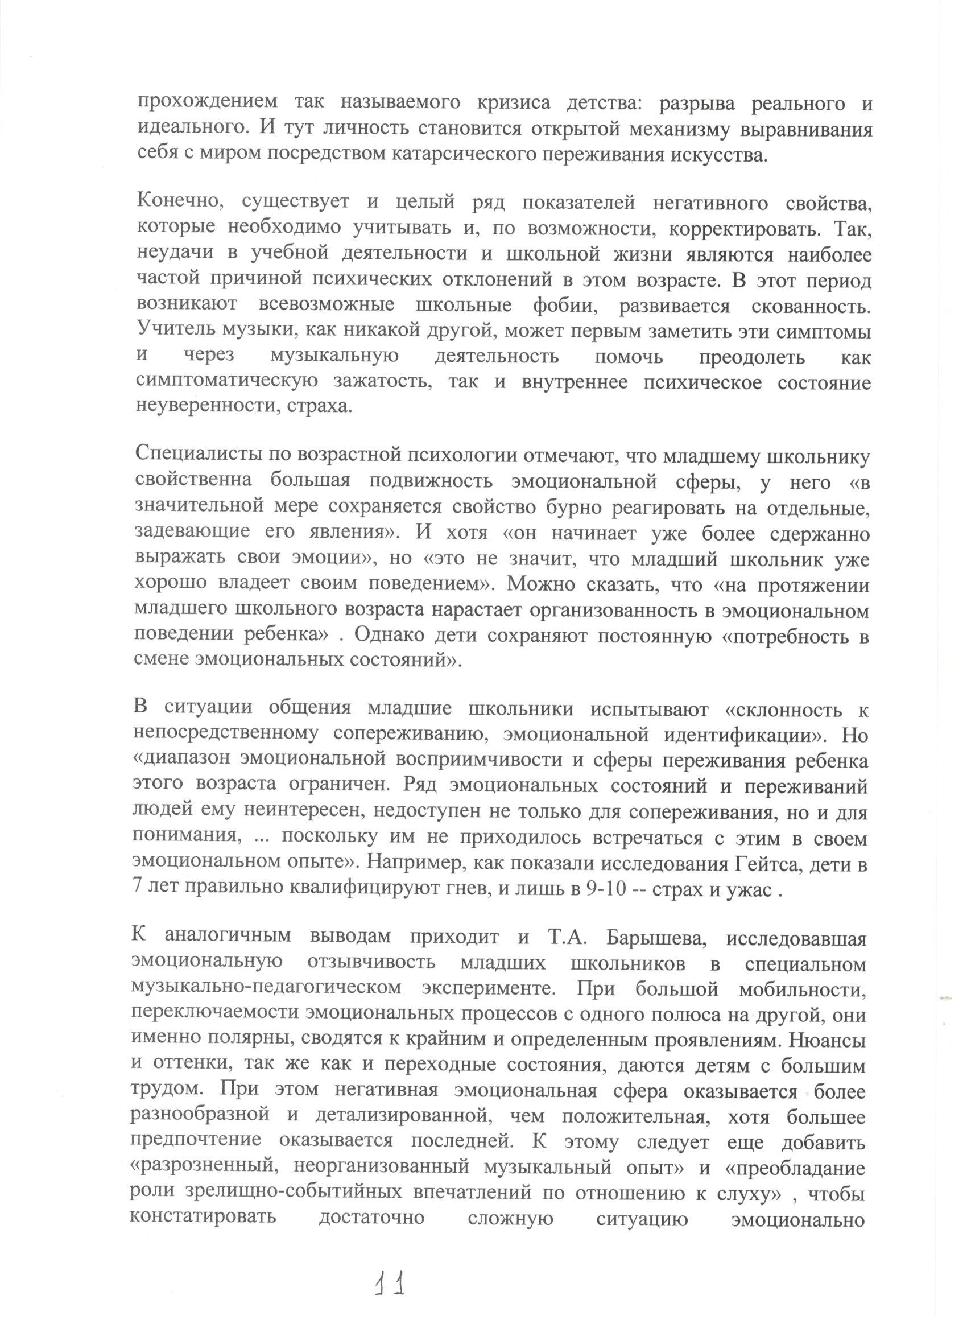 прохождением так называемого кризиса детства: разрыва реального и
идеального. И тут личность становится открытой механизму выравнивания
себя с миром посредством катарсического переживания искусства.
Конечно, существует и целый ряд показателей негативного свойства,
которые необходимо учитывать и, по возможности, корректировать. Так,
неудачи в учебной деятельности и школьной жизни являются наиболее
частой причиной психических отклонений в этом возрасте. В этот период
возникают всевозможные школьные фобии, развивается скованность.
Учитель музыки, как никакой другой, может первым заметить эти симптомы
и через музыкальную деятельность помочь преодолеть как
симптоматическую зажатость, так и внутреннее психическое состояние
неуверенности, страха.
Специалисты по возрастной психологии отмечают, что младшему школьнику
свойственна большая подвижность эмоциональной сферы, у него «в
значительной мере сохраняется свойство бурно реагировать на отдельные,
задевающие его явления». И хотя «он начинает уже более сдержанно
выражать свои эмоции», но «это не значит, что младший школьник уже
хорошо владеет своим поведением». Можно сказать, что «на протяжении
младшего школьного возраста нарастает организованность в эмоциональном
поведении ребенка» . Однако дети сохраняют постоянную «потребность в
смене эмоциональных состояний».
В ситуации общения младшие школьники испытывают «склонность к
непосредственному сопереживанию, эмоциональной идентификации». Но
«диапазон эмоциональной восприимчивости и сферы переживания ребенка
этого возраста ограничен. Ряд эмоциональных состояний и переживаний
людей ему неинтересен, недоступен не только для сопереживания, но и для
понимания, ... поскольку им не приходилось встречаться с этим в своем
эмоциональном опыте». Например, как показали исследования Гейтса, дети в
7 лет правильно квалифицируют гнев, и лишь в 9-10 -- страх и ужас .
К аналогичным выводам приходит и Т.А. Барышева, исследовавшая
эмоциональную отзывчивость младших школьников в специальном
музыкально-педагогическом эксперименте. При большой мобильности,
переключаемости эмоциональных процессов с одного полюса на другой, они
именно полярны, сводятся к крайним и определенным проявлениям. Нюансы
и оттенки, так же как и переходные состояния, даются детям с большим
трудом. При этом негативная эмоциональная сфера оказывается более
разнообразной и детализированной, чем положительная, хотя большее
предпочтение оказывается последней. К этому следует еще добавить
«разрозненный, неорганизованный музыкальный опыт» и «преобладание
роли зрелищно-событийных впечатлений по отношению к слуху» , чтобы
констатировать достаточно сложную ситуацию эмоционально
11